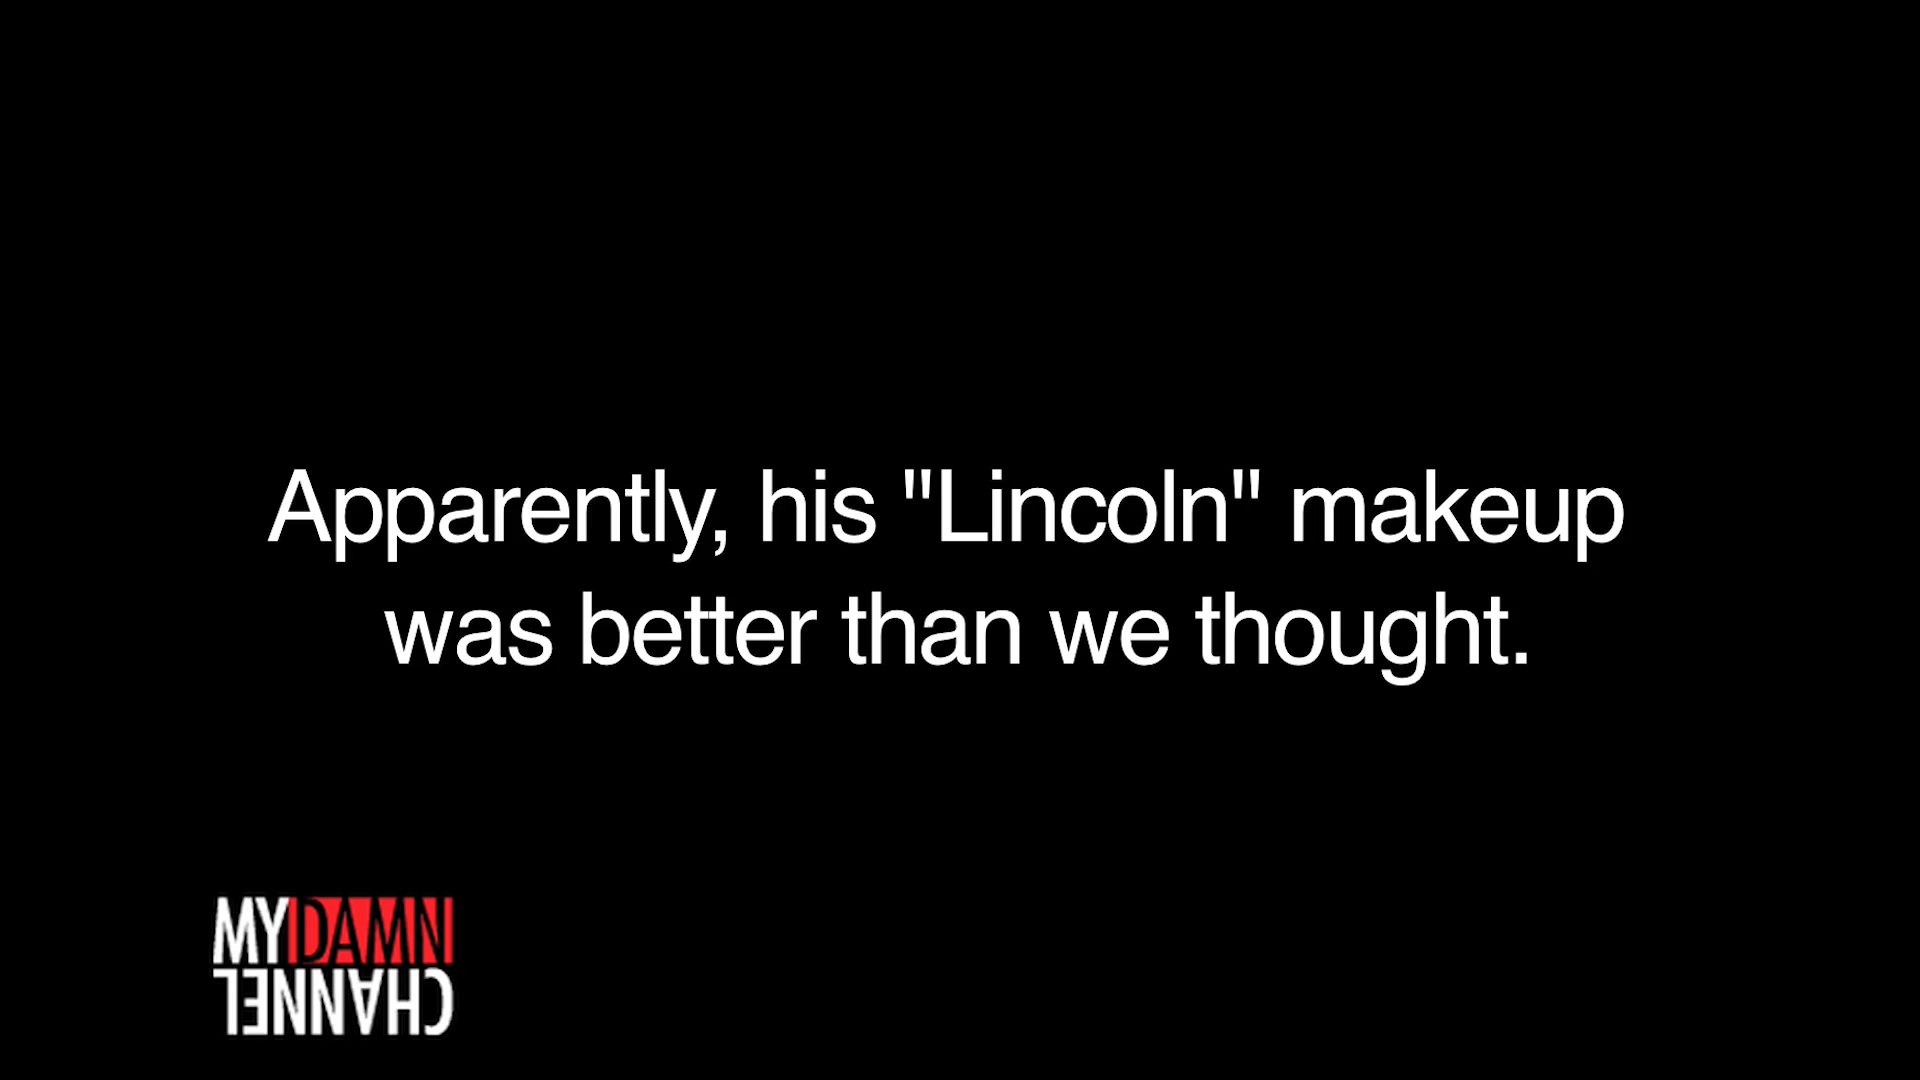 Apparently, his "Lincoln" makeup
was better than we thought.
MYDAMN
CHANNEL